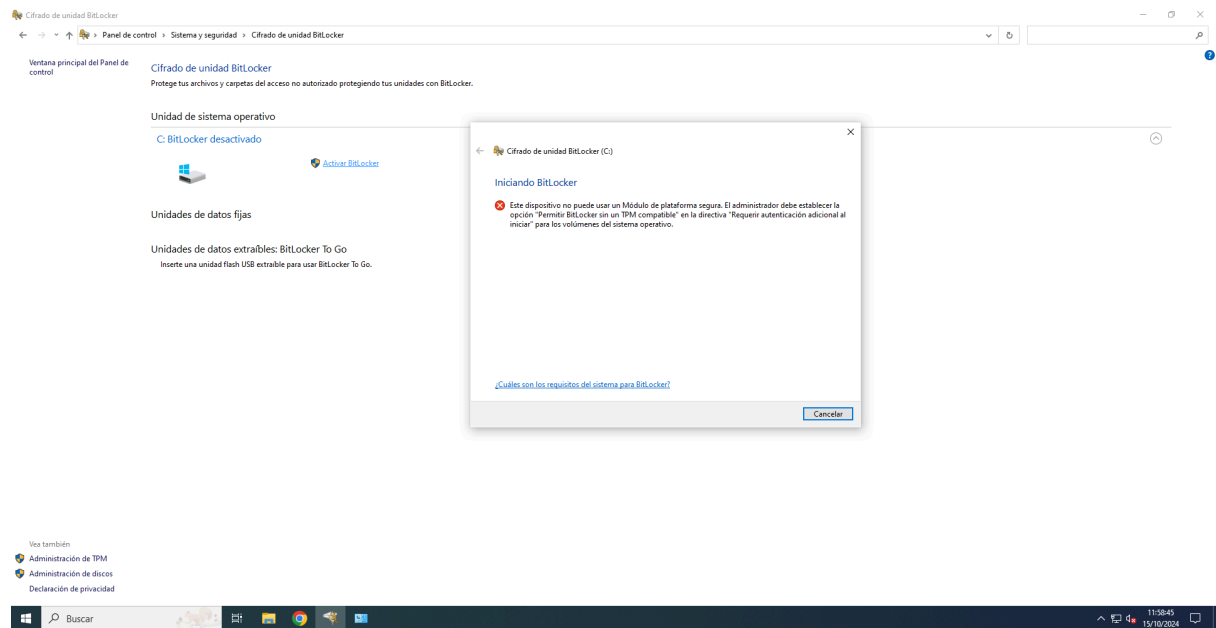 Cifrado de unidad BitLocker
Panel de control › Sistema y seguridad › Cifrado de unidad BitLocker
Ventana principal del Panel de
control
Cifrado de unidad BitLocker
Protege tus archivos y carpetas del acceso no autorizado protegiendo tus unidades con BitLocker.
Unidad de sistema operativo
C: BitLocker desactivado
Activar BitLocker
Unidades de datos fijas
Unidades de datos extraíbles: BitLocker To Go
Inserte una unidad flash USB extraíble para usar BitLocker To Go.
Cifrado de unidad BitLocker (C:)
Iniciando BitLocker
Este dispositivo no puede usar un Módulo de plataforma segura. El administrador debe establecer la
opción "Permitir BitLocker sin un TPM compatible" en la directiva "Requerir autenticación adicional al
iniciar" para los volúmenes del sistema operativo.
¿Cuáles son los requisitos del sistema para BitLocker?
Cancelar
Vea también
Administración de TPM
Administración de discos
Declaración de privacidad
Buscar
11:58:45
15/10/2024